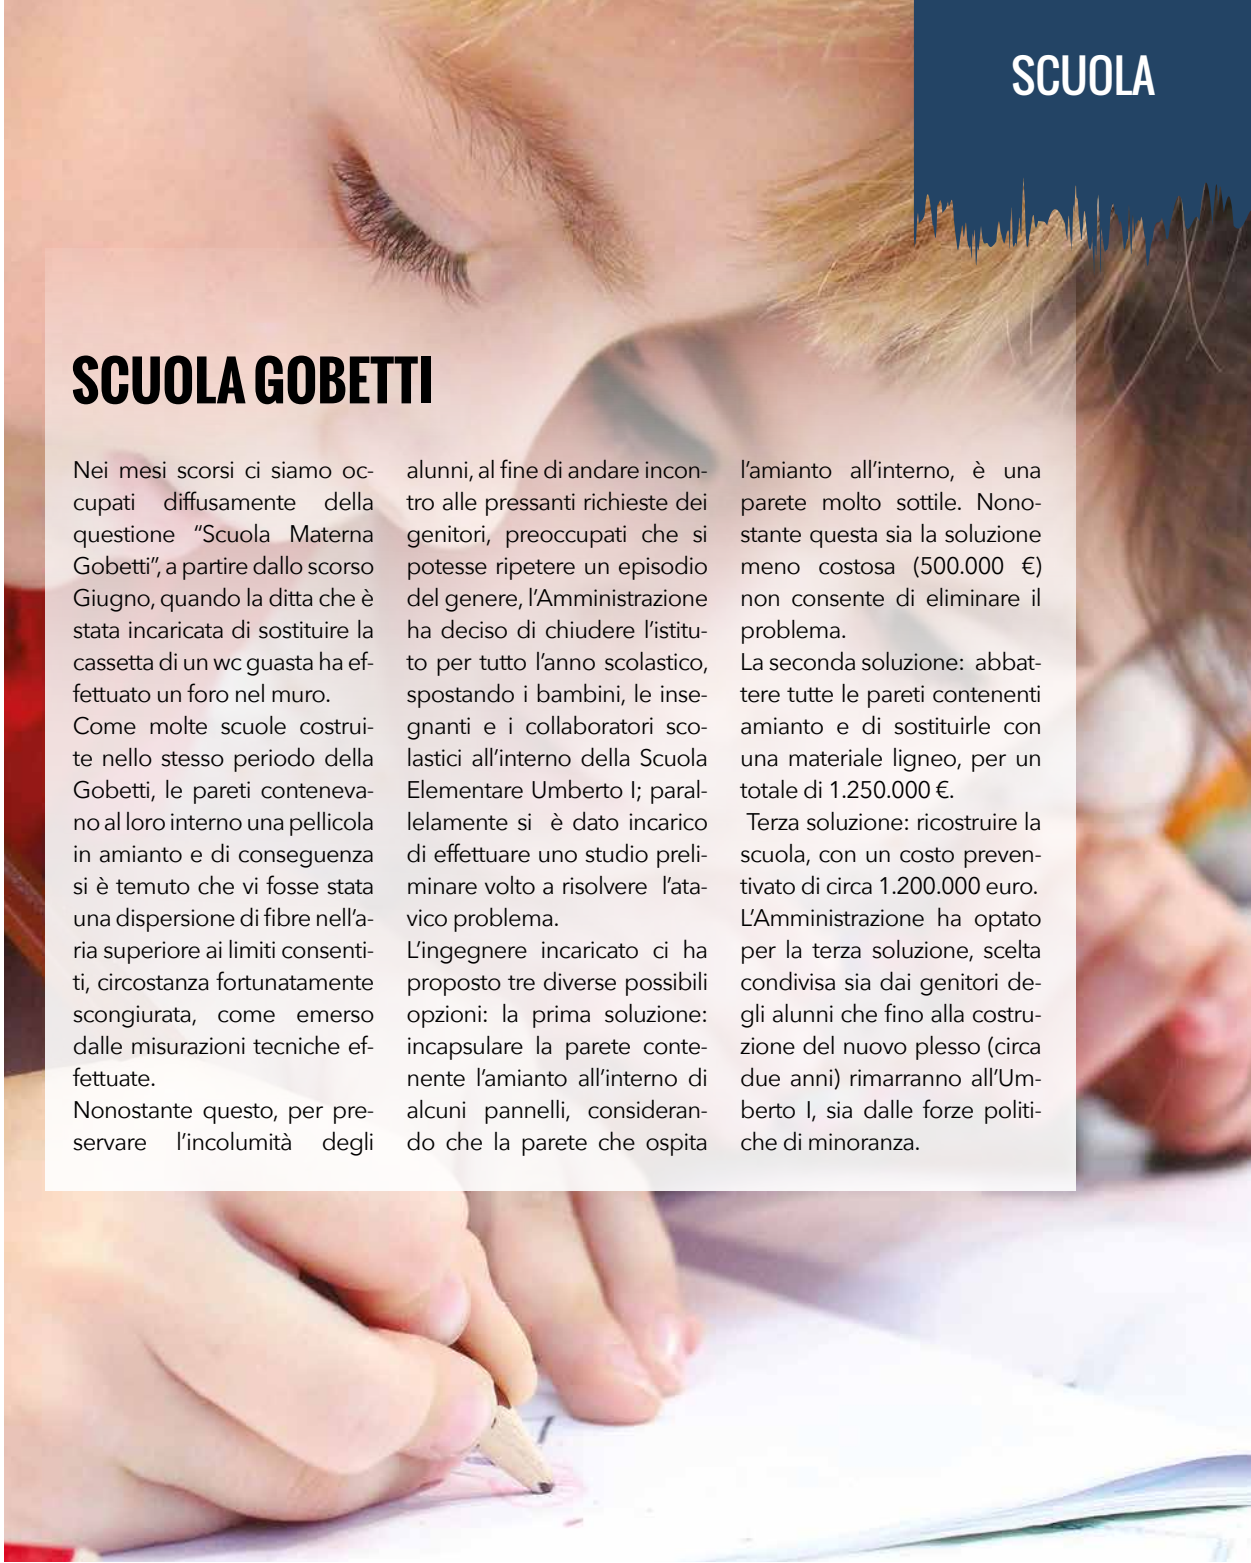 SCUOLA
SCUOLA GOBETTI
Nei mesi scorsi ci siamo oc-
cupati diffusamente della
questione “Scuola Materna
Gobetti”, a partire dallo scorso
Giugno, quando la ditta che è
stata incaricata di sostituire la
cassetta di un wc guasta ha ef-
fettuato un foro nel muro.
Come molte scuole costrui-
te nello stesso periodo della
Gobetti, le pareti conteneva-
no al loro interno una pellicola
in amianto e di conseguenza
si è temuto che vi fosse stata
una dispersione di fibre nell’a-
ria superiore ai limiti consenti-
ti, circostanza fortunatamente
scongiurata, come emerso
dalle misurazioni tecniche ef-
fettuate.
Nonostante questo, per pre-
servare l’incolumità degli
alunni, al fine di andare incon-
tro alle pressanti richieste dei
genitori, preoccupati che si
potesse ripetere un episodio
del genere, l’Amministrazione
ha deciso di chiudere l’istitu-
to per tutto l’anno scolastico,
spostando i bambini, le inse-
gnanti e i collaboratori sco-
lastici all’interno della Scuola
Elementare Umberto I; paral-
lelamente si è dato incarico
di effettuare uno studio preli-
minare volto a risolvere l’ata-
vico problema.
L’ingegnere incaricato ci ha
proposto tre diverse possibili
opzioni: la prima soluzione:
incapsulare la parete conte-
nente l’amianto all’interno di
alcuni pannelli, consideran-
do che la parete che ospita
l’amianto all’interno, è una
parete molto sottile. Nono-
stante questa sia la soluzione
meno costosa (500.000 €)
non consente di eliminare il
problema.
La seconda soluzione: abbat-
tere tutte le pareti contenenti
amianto e di sostituirle con
una materiale ligneo, per un
totale di 1.250.000 €.
Terza soluzione: ricostruire la
scuola, con un costo preven-
tivato di circa 1.200.000 euro.
L’Amministrazione ha optato
per la terza soluzione, scelta
condivisa sia dai genitori de-
gli alunni che fino alla costru-
zione del nuovo plesso (circa
due anni) rimarranno all’Um-
berto I, sia dalle forze politi-
che di minoranza.